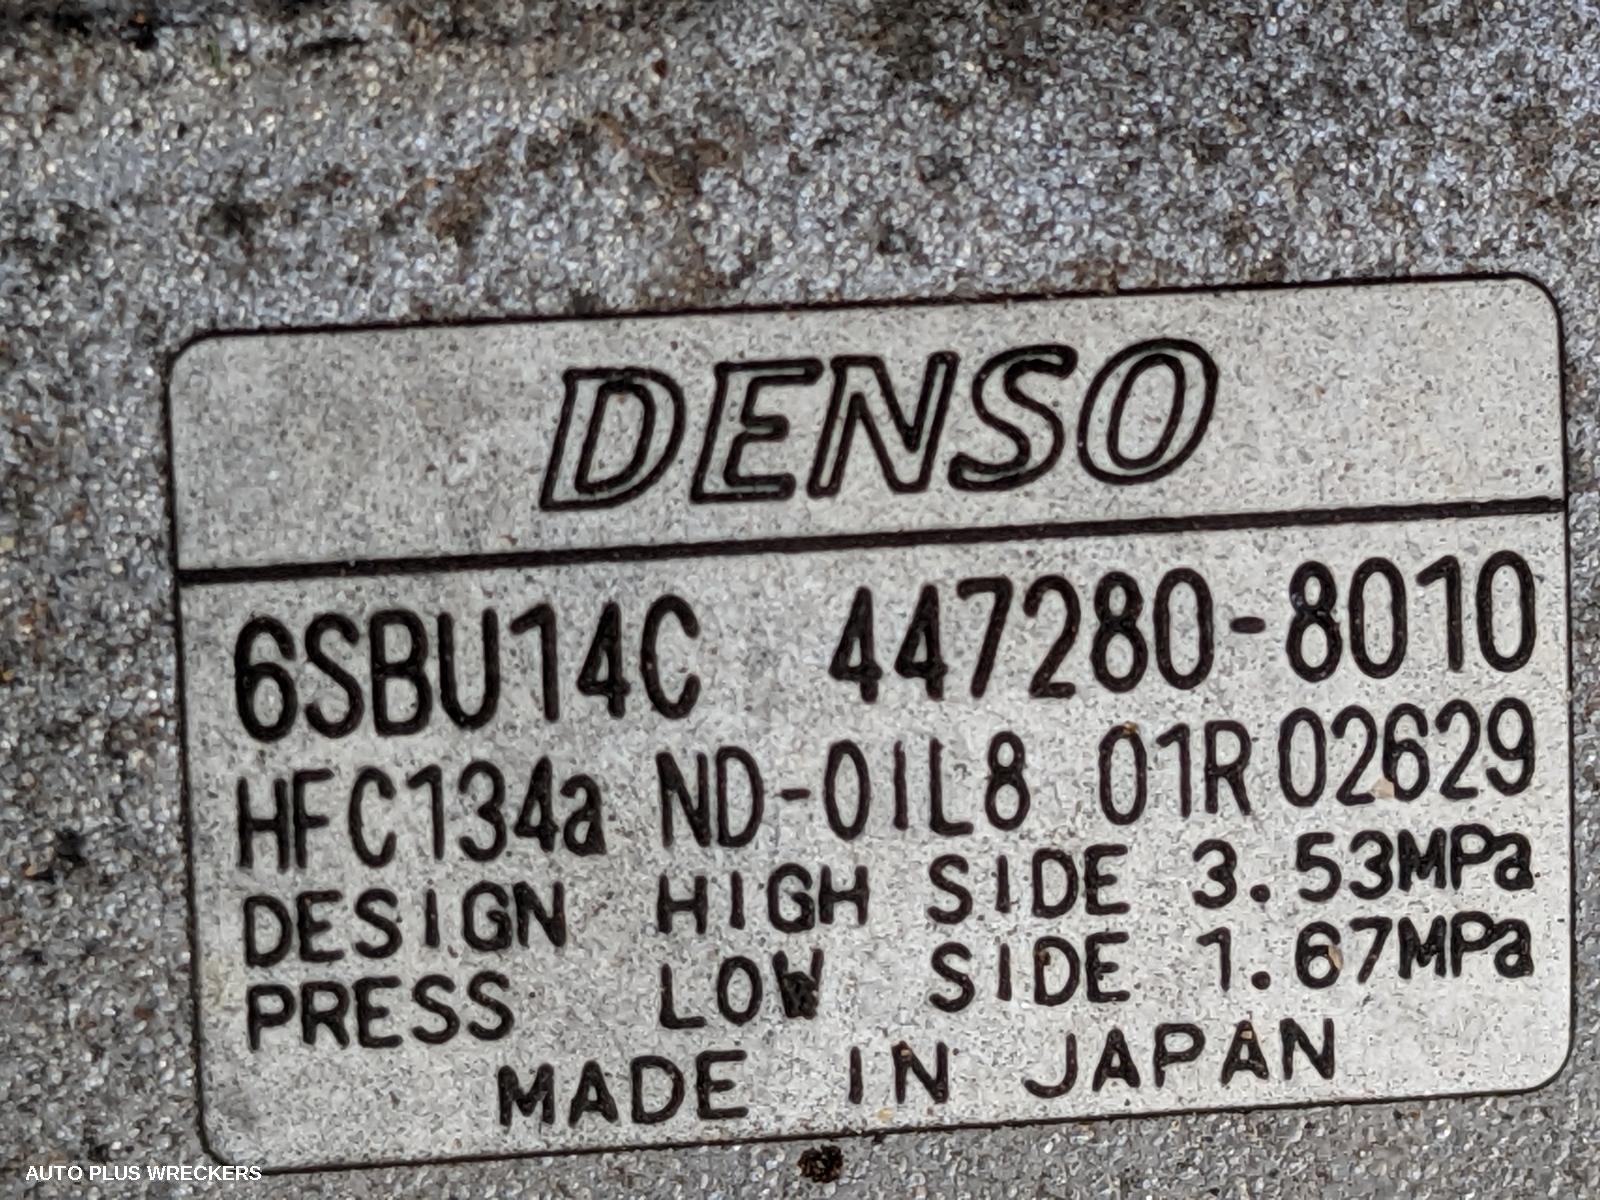 DENSO
6SBU14C 447280-8010
HFC134a ND-OIL8 01R02629
DESIGN HIGH SIDE 3.53MPa
PRESS LOW SIDE 1.67MPa
MADE IN JAPAN
AUTO PLUS WRECKERS